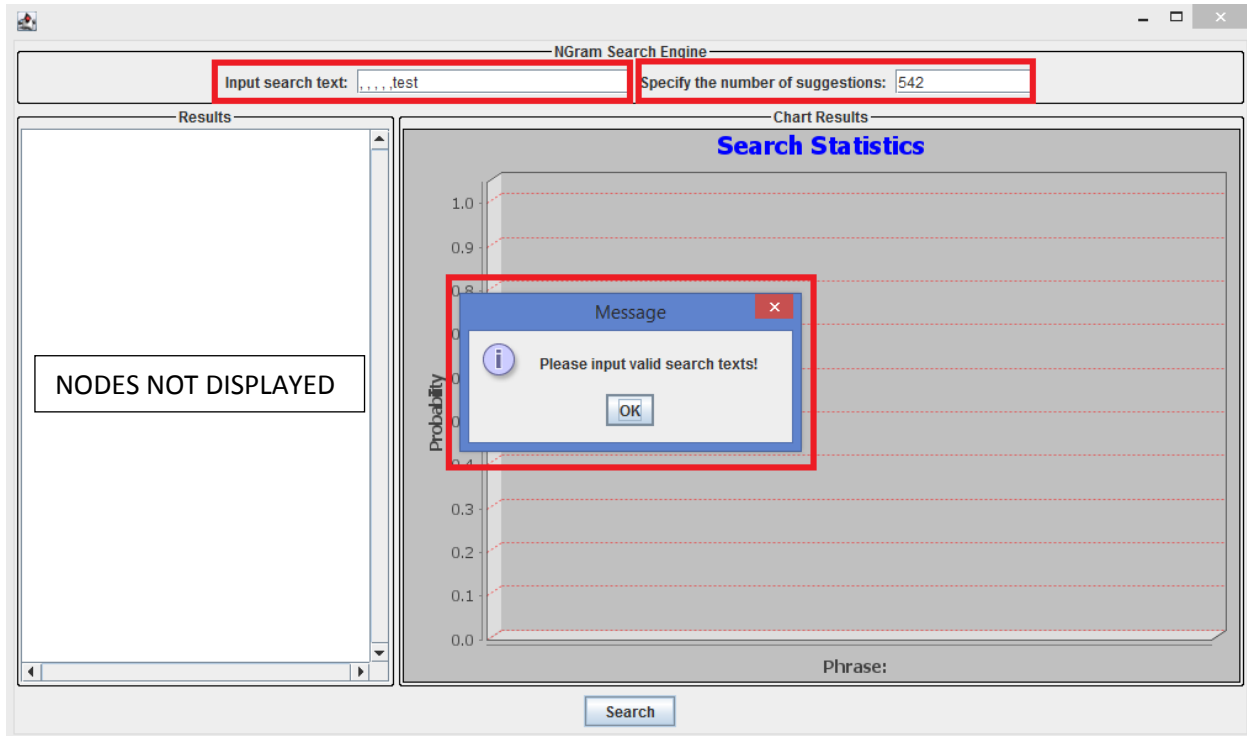 NGram Search Engine
Input search text: , , , , ,test Specify the number of suggestions: 542
Results
Chart Results
Search Statistics
1.0
0.9
0.8
Message
Please input valid search texts!
OK
NODES NOT DISPLAYED
Probability
0.4
0.3
0.2
0.1
0.0
Phrase:
Search